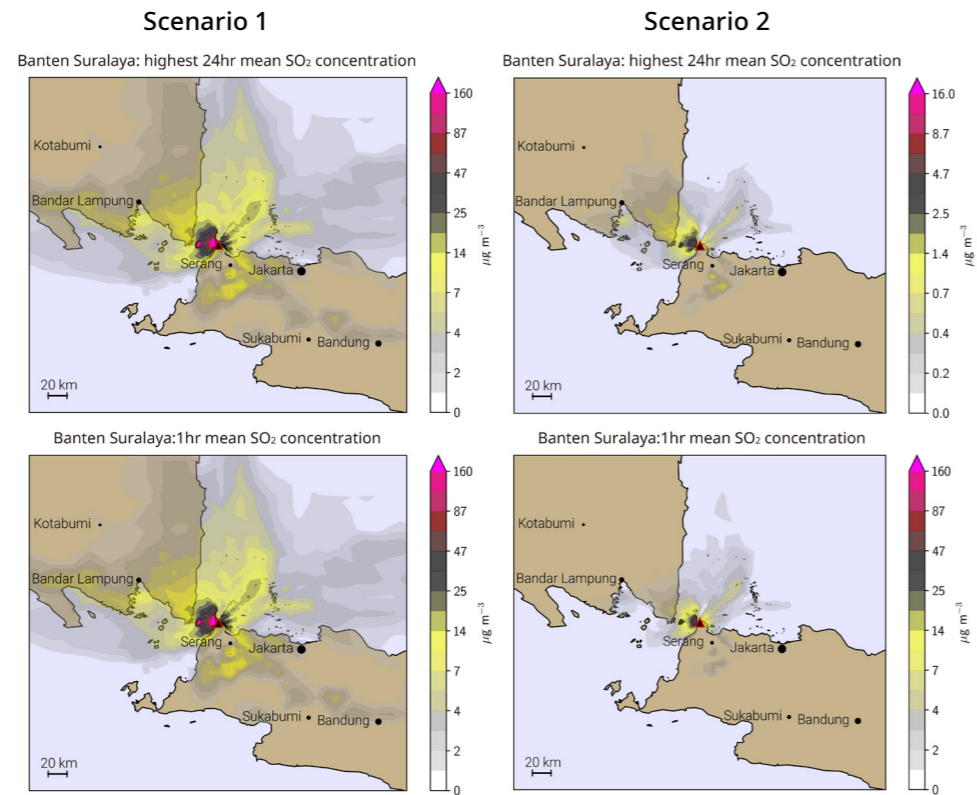 Scenario 1
Scenario 2
Banten Suralaya: highest 24hr mean SO₂ concentration
Kotabumi
Bandar Lampung
Serang
Jakarta
Sukabumi
Bandung
20 km
160
87
47
25
14
7
4
2
0
µg m⁻³
Banten Suralaya: highest 24hr mean SO₂ concentration
Kotabumi
Bandar Lampung
Serang
Jakarta
Sukabumi
Bandung
20 km
16.0
8.7
4.7
2.5
1.4
0.7
0.4
0.2
0.0
µg m⁻³
Banten Suralaya:1hr mean SO₂ concentration
Kotabumi
Bandar Lampung
Serang
Jakarta
Sukabumi
Bandung
20 km
160
87
47
25
14
7
4
2
0
µg m⁻³
Banten Suralaya:1hr mean SO₂ concentration
Kotabumi
Bandar Lampung
Serang
Jakarta
Sukabumi
Bandung
20 km
160
87
47
25
14
7
4
2
0
µg m⁻³